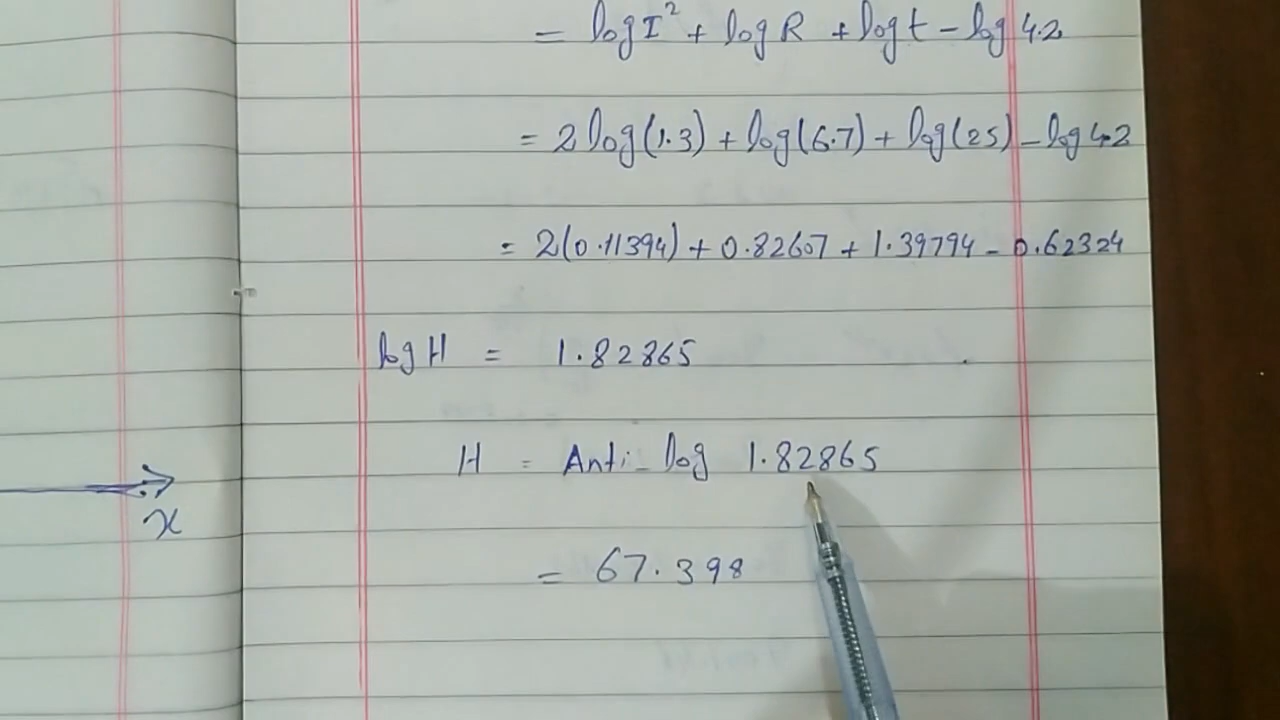 = log I² + log R + log t - log 4.2
= 2 log(1.3) + log(6.7) + log(25) - log 4.2
= 2(0.11394) + 0.82607 + 1.39794 - 0.62324
log H = 1.82865
H = Anti-log 1.82865
x
= 67.398